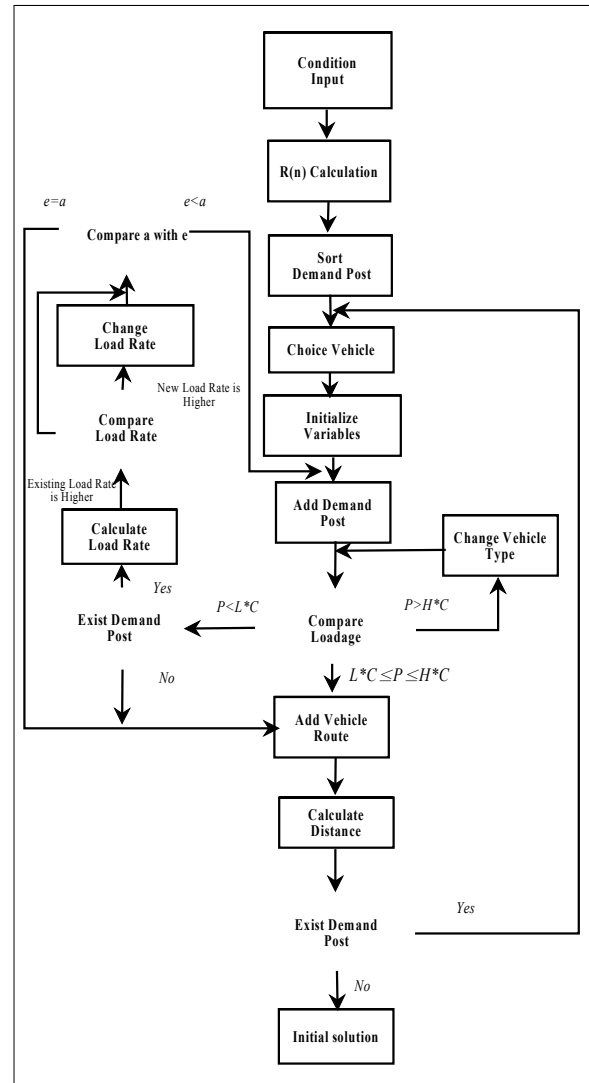 Condition
Input
R(n) Calculation
e=a
e<a
Compare a with e
Sort
Demand Post
Change
Load Rate
Choice Vehicle
New Load Rate is
Higher
Compare
Load Rate
Initialize
Variables
Existing Load Rate
is Higher
Add Demand
Post
Calculate
Load Rate
Change Vehicle
Type
Yes
P<L*C
P>H*C
Exist Demand
Post
Compare
Loadage
No
L*C ≤P ≤H*C
Add Vehicle
Route
Calculate
Distance
Exist Demand
Post
Yes
No
Initial solution